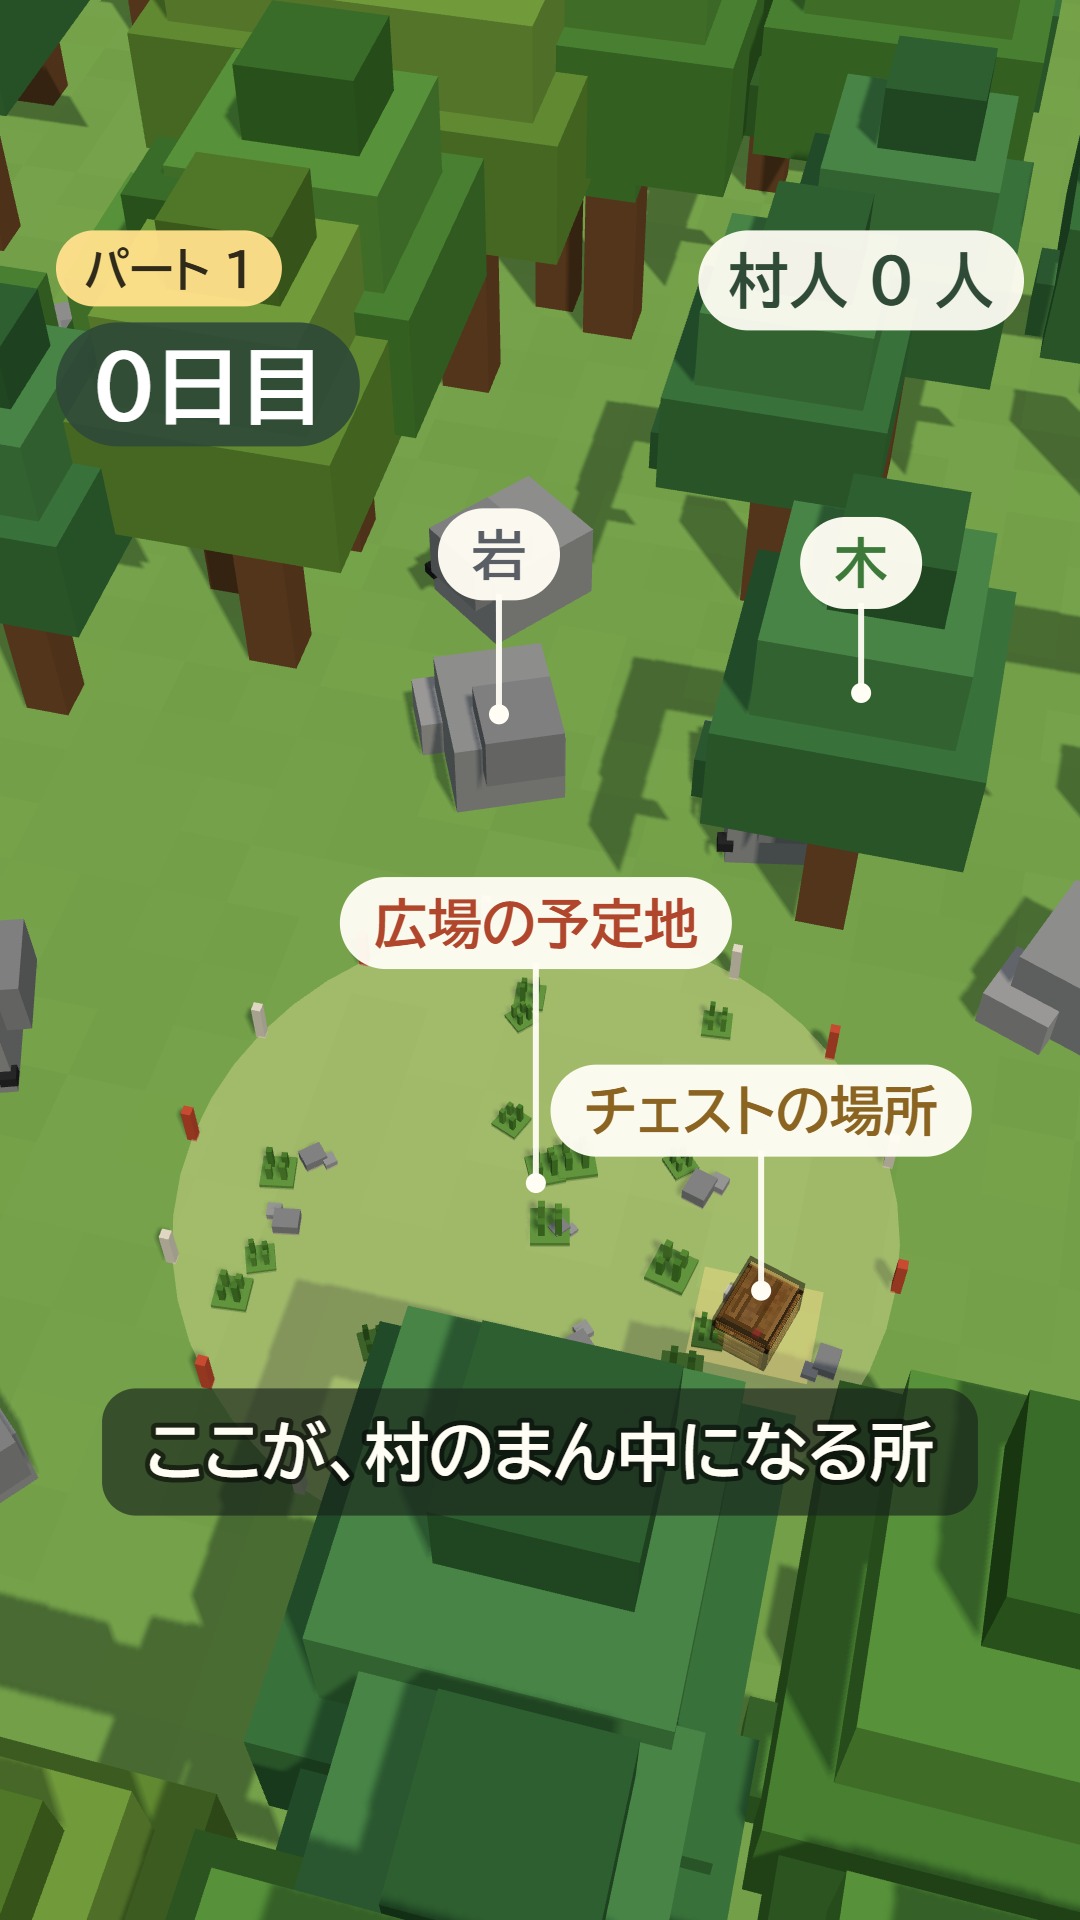 パート 1
0日目
村人 0 人
岩
木
広場の予定地
チェストの場所
ここが、村のまん中になる所